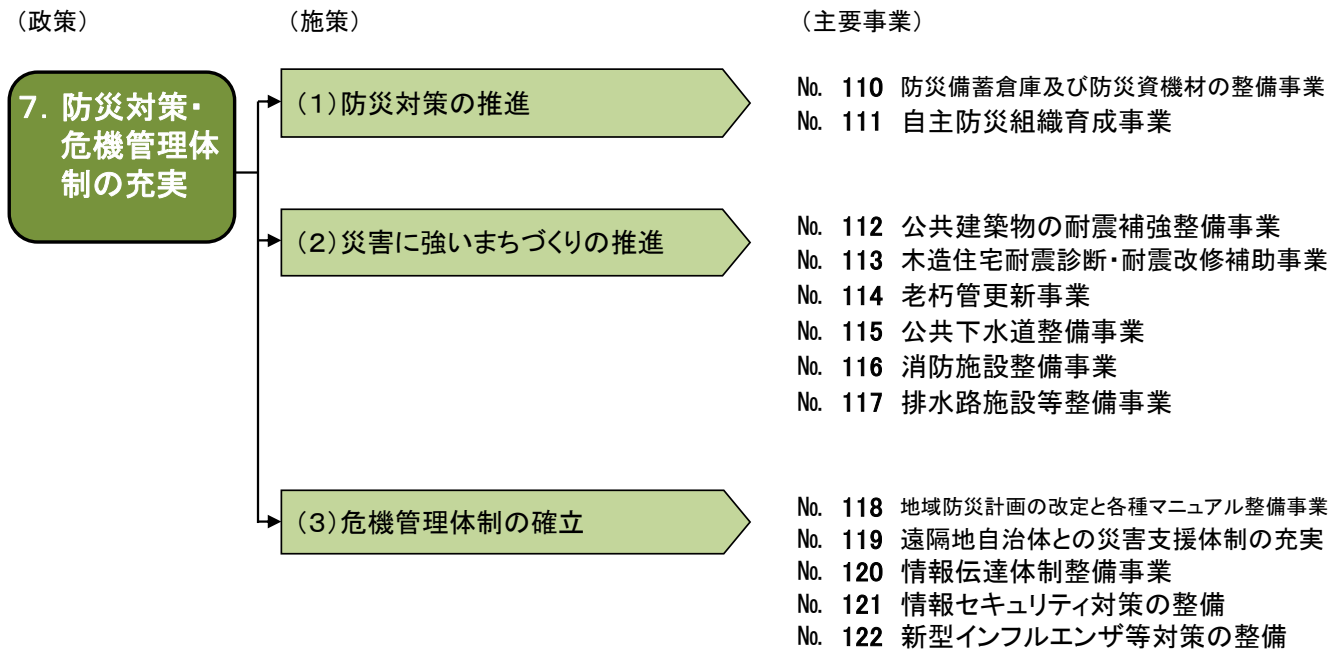 （政策）　（施策）　（主要事業）
７．防災対策・
危機管理体
制の充実
（１）防災対策の推進
№ 110 防災備蓄倉庫及び防災資機材の整備事業
№ 111 自主防災組織育成事業
（２）災害に強いまちづくりの推進
№ 112 公共建築物の耐震補強整備事業
№ 113 木造住宅耐震診断・耐震改修補助事業
№ 114 老朽管更新事業
№ 115 公共下水道整備事業
№ 116 消防施設整備事業
№ 117 排水路施設等整備事業
（３）危機管理体制の確立
№ 118 地域防災計画の改定と各種マニュアル整備事業
№ 119 遠隔地自治体との災害支援体制の充実
№ 120 情報伝達体制整備事業
№ 121 情報セキュリティ対策の整備
№ 122 新型インフルエンザ等対策の整備